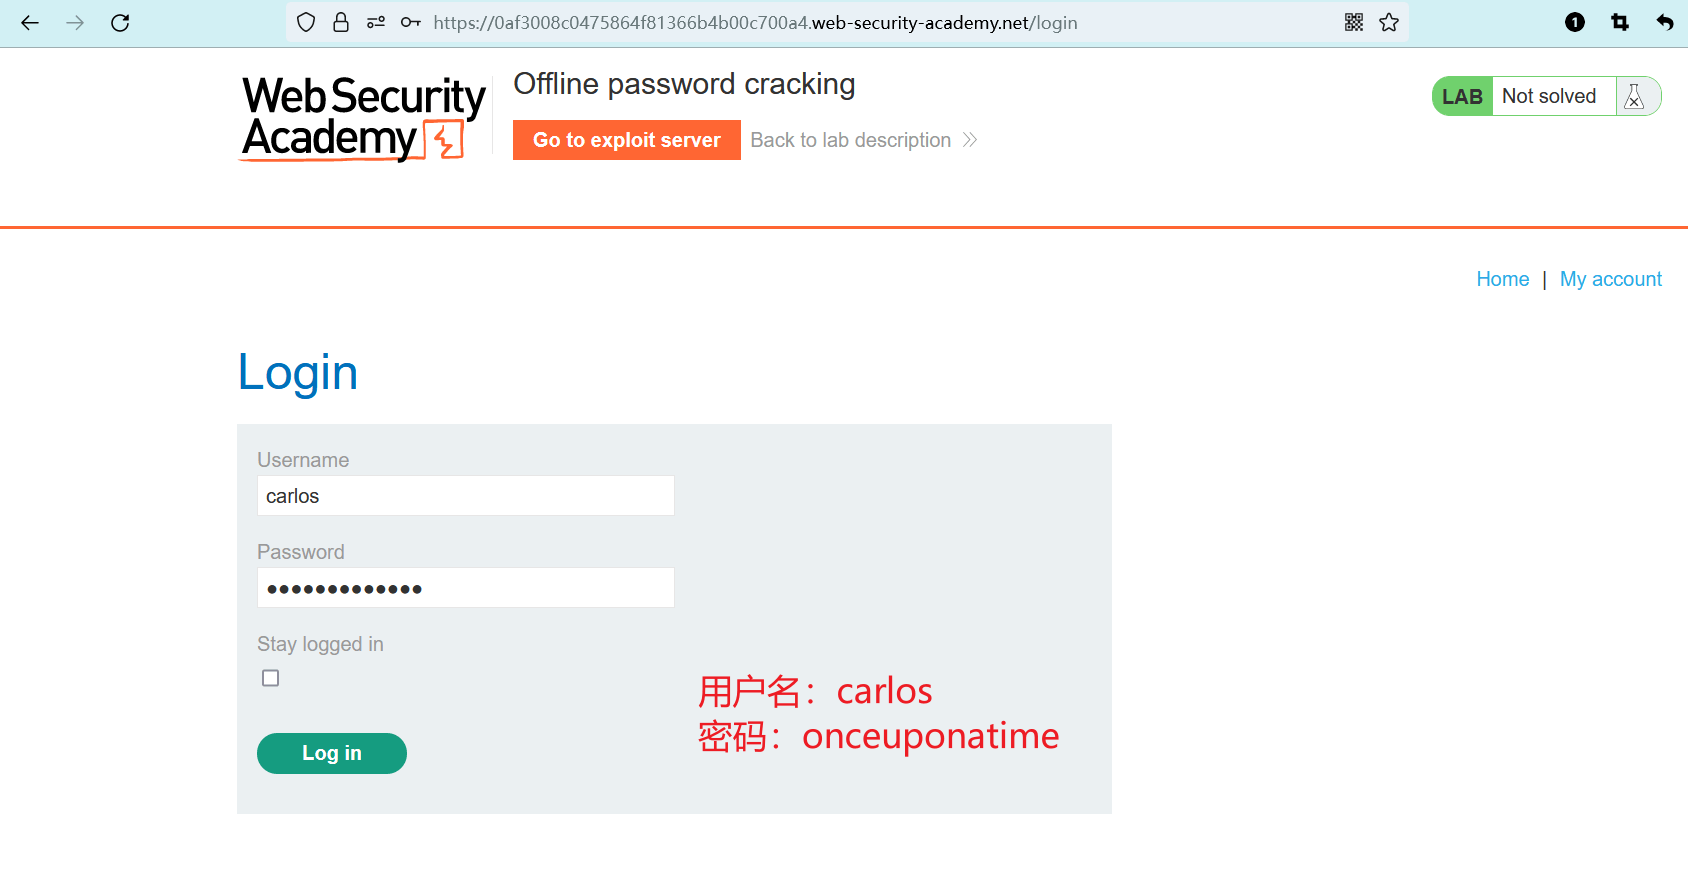 https://0af3008c0475864f81366b4b00c700a4.web-security-academy.net/login
1
Web Security
Academy
Offline password cracking
Go to exploit server
Back to lab description
LAB Not solved
Home | My account
Login
Username
carlos
Password
●●●●●●●●●●●●●
Stay logged in
Log in
用户名：carlos
密码：onceuponatime